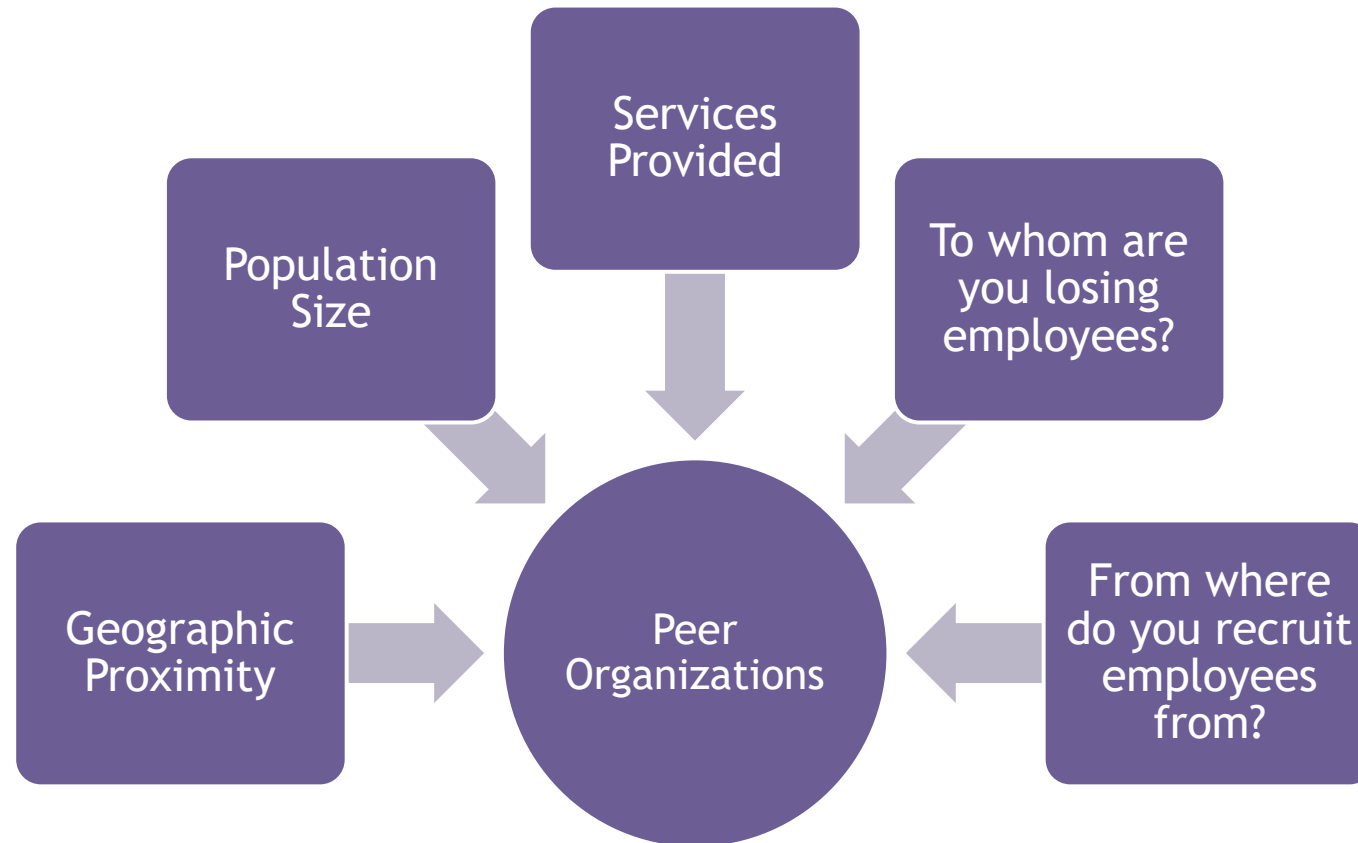 Services
Provided
Population
Size
To whom are
you losing
employees?
Geographic
Proximity
Peer
Organizations
From where
do you recruit
employees
from?